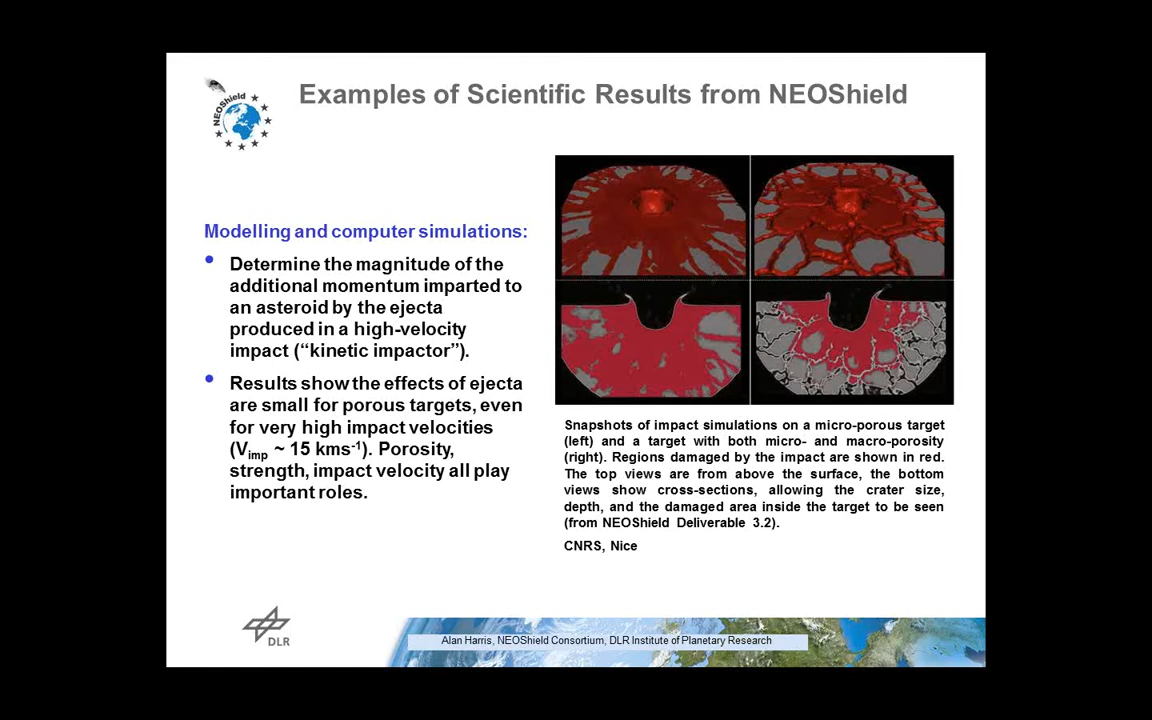 Examples of Scientific Results from NEOShield
NEOShield
Modelling and computer simulations:
Determine the magnitude of the
additional momentum imparted to
an asteroid by the ejecta
produced in a high-velocity
impact (“kinetic impactor”).
Results show the effects of ejecta
are small for porous targets, even
for very high impact velocities
(Vimp ~ 15 kms-1). Porosity,
strength, impact velocity all play
important roles.
Snapshots of impact simulations on a micro-porous target
(left) and a target with both micro- and macro-porosity
(right). Regions damaged by the impact are shown in red.
The top views are from above the surface, the bottom
views show cross-sections, allowing the crater size,
depth, and the damaged area inside the target to be seen
(from NEOShield Deliverable 3.2).
CNRS, Nice
DLR
Alan Harris, NEOShield Consortium, DLR Institute of Planetary Research